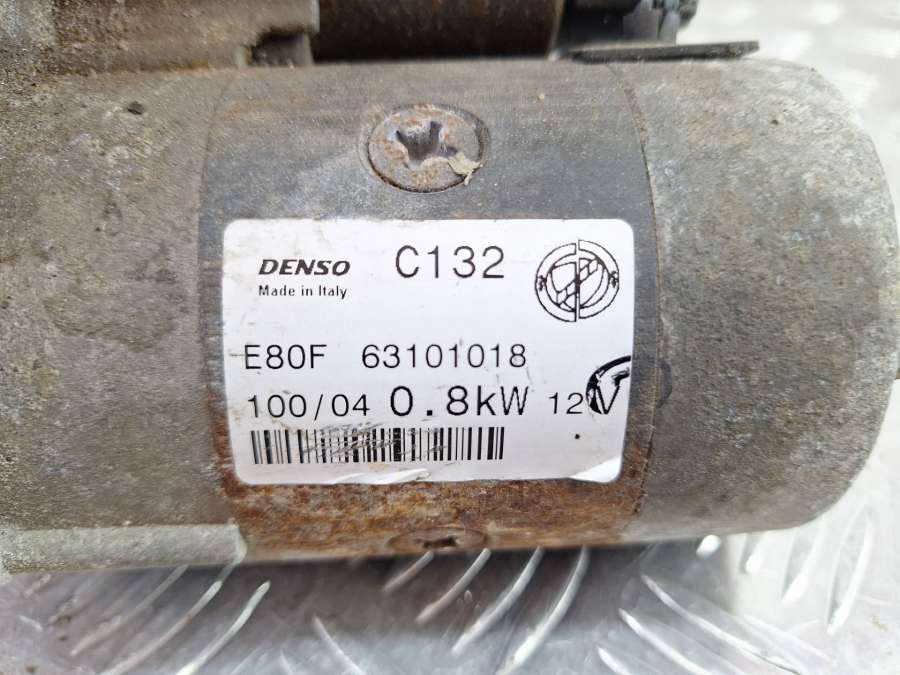 DENSO C132
Made in Italy
E80F 63101018
100/04 0.8kW 12V